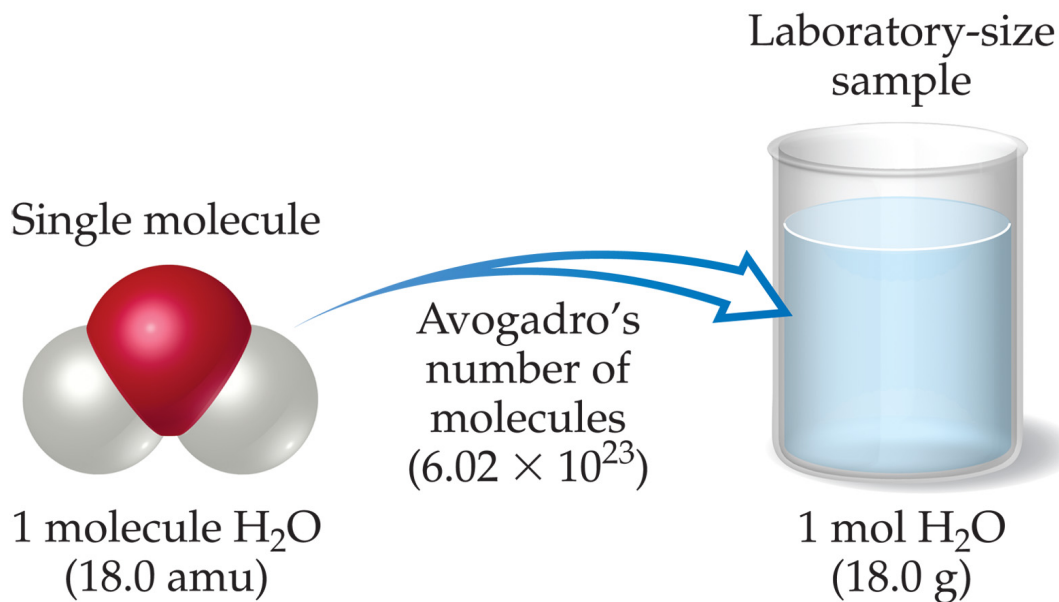 Laboratory-size
sample
Single molecule
Avogadro's
number of
molecules
(6.02 × 10²³)
1 molecule H₂O
(18.0 amu)
1 mol H₂O
(18.0 g)